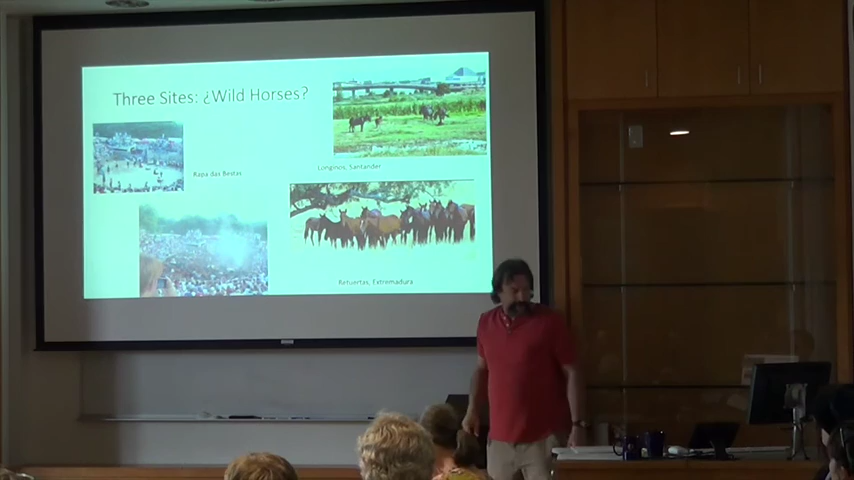 Three Sites: ¿Wild Horses?
Rapa das Bestas
Longinos, Santander
Retuertas, Extremadura